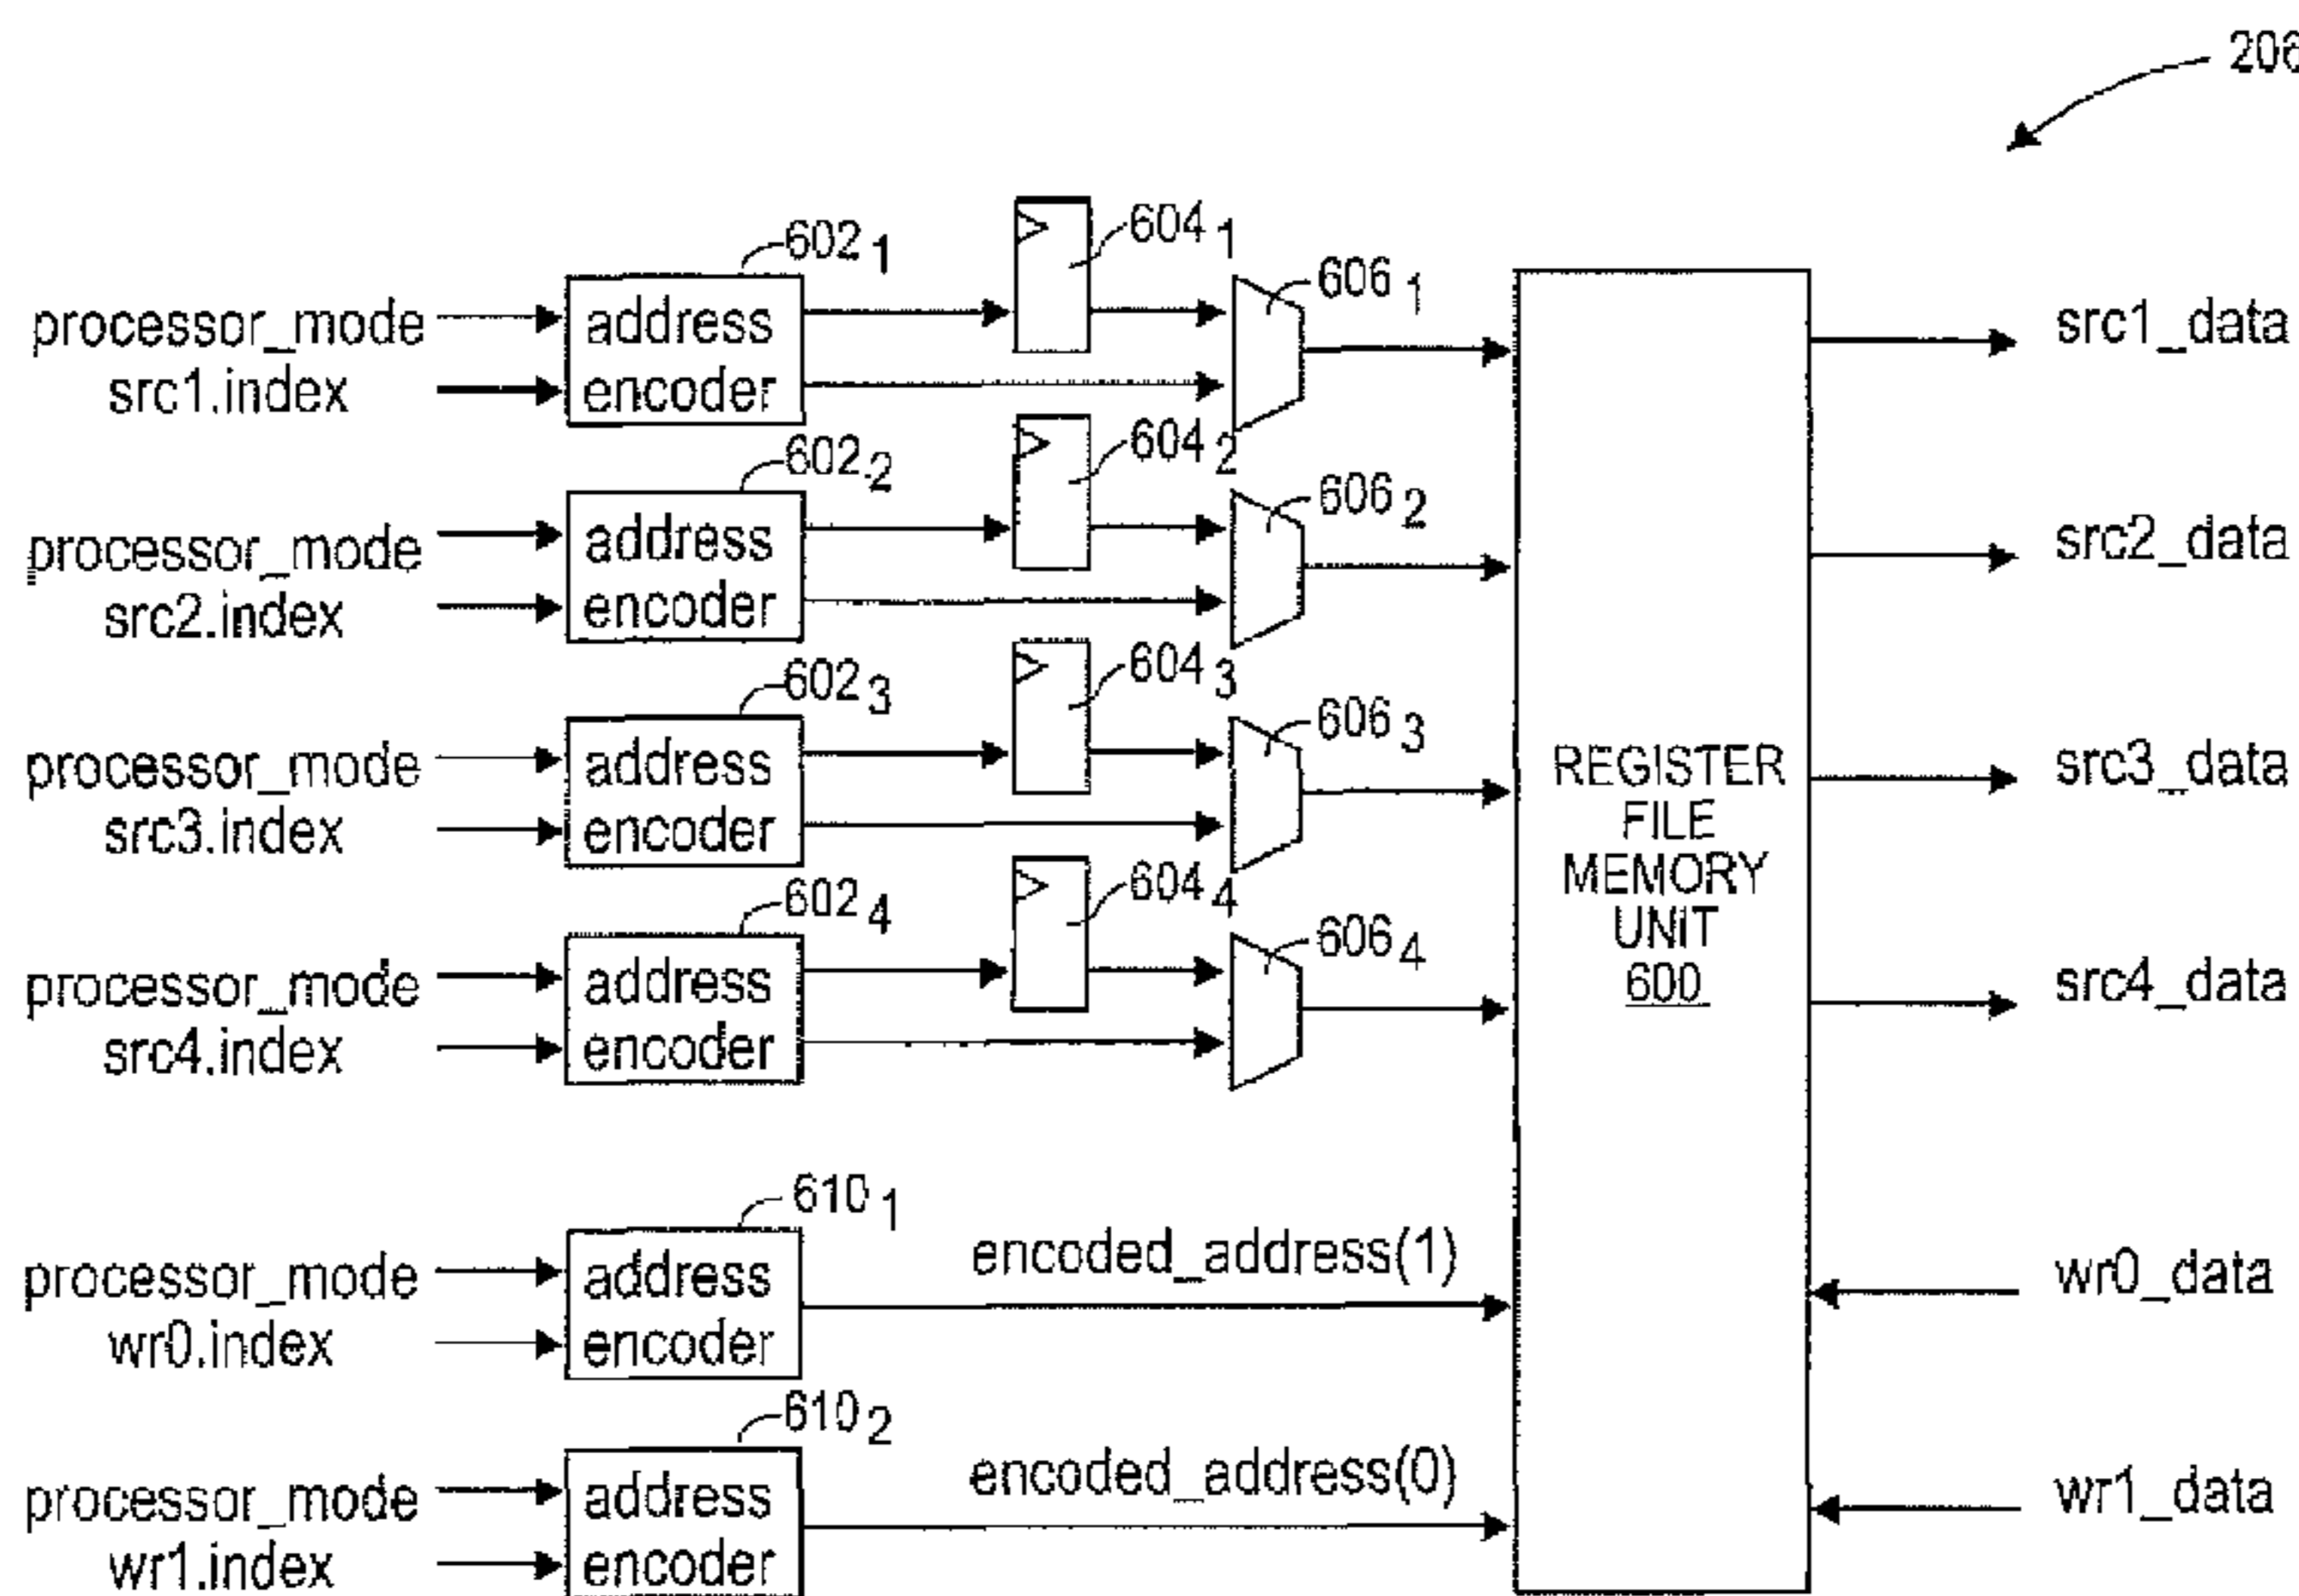 206
602 1
604 1
606 1
processor_mode
src1.index
address
encoder
src1_data
602 2
604 2
606 2
processor_mode
src2.index
address
encoder
src2_data
602 3
604 3
606 3
processor_mode
src3.index
address
encoder
src3_data
602 4
604 4
606 4
processor_mode
src4.index
address
encoder
src4_data
REGISTER
FILE
MEMORY
UNIT
600
610 1
processor_mode
wr0.index
address
encoder
encoded_address(1)
wr0_data
610 2
processor_mode
wr1.index
address
encoder
encoded_address(0)
wr1_data